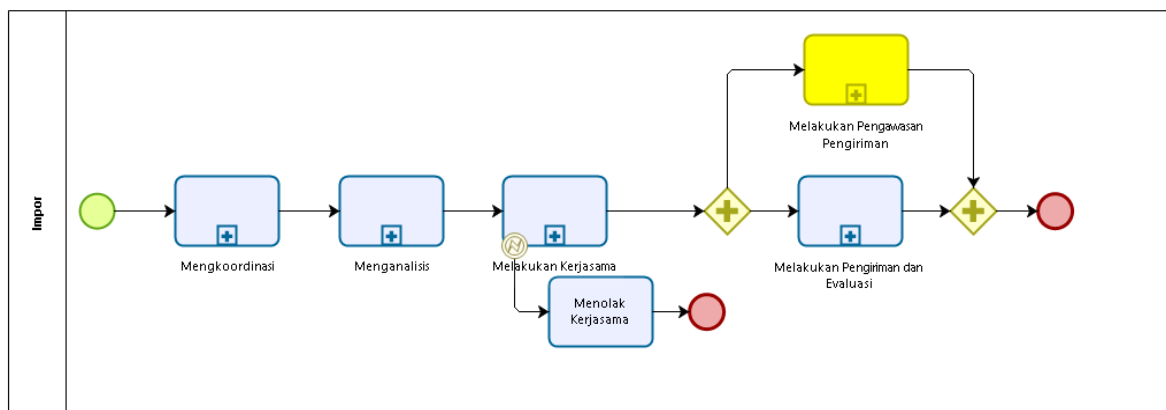 Impor
Mengkoordinasi
Menganalisis
Melakukan Kerjasama
Menolak
Kerjasama
Melakukan Pengawasan
Pengiriman
Melakukan Pengiriman dan
Evaluasi